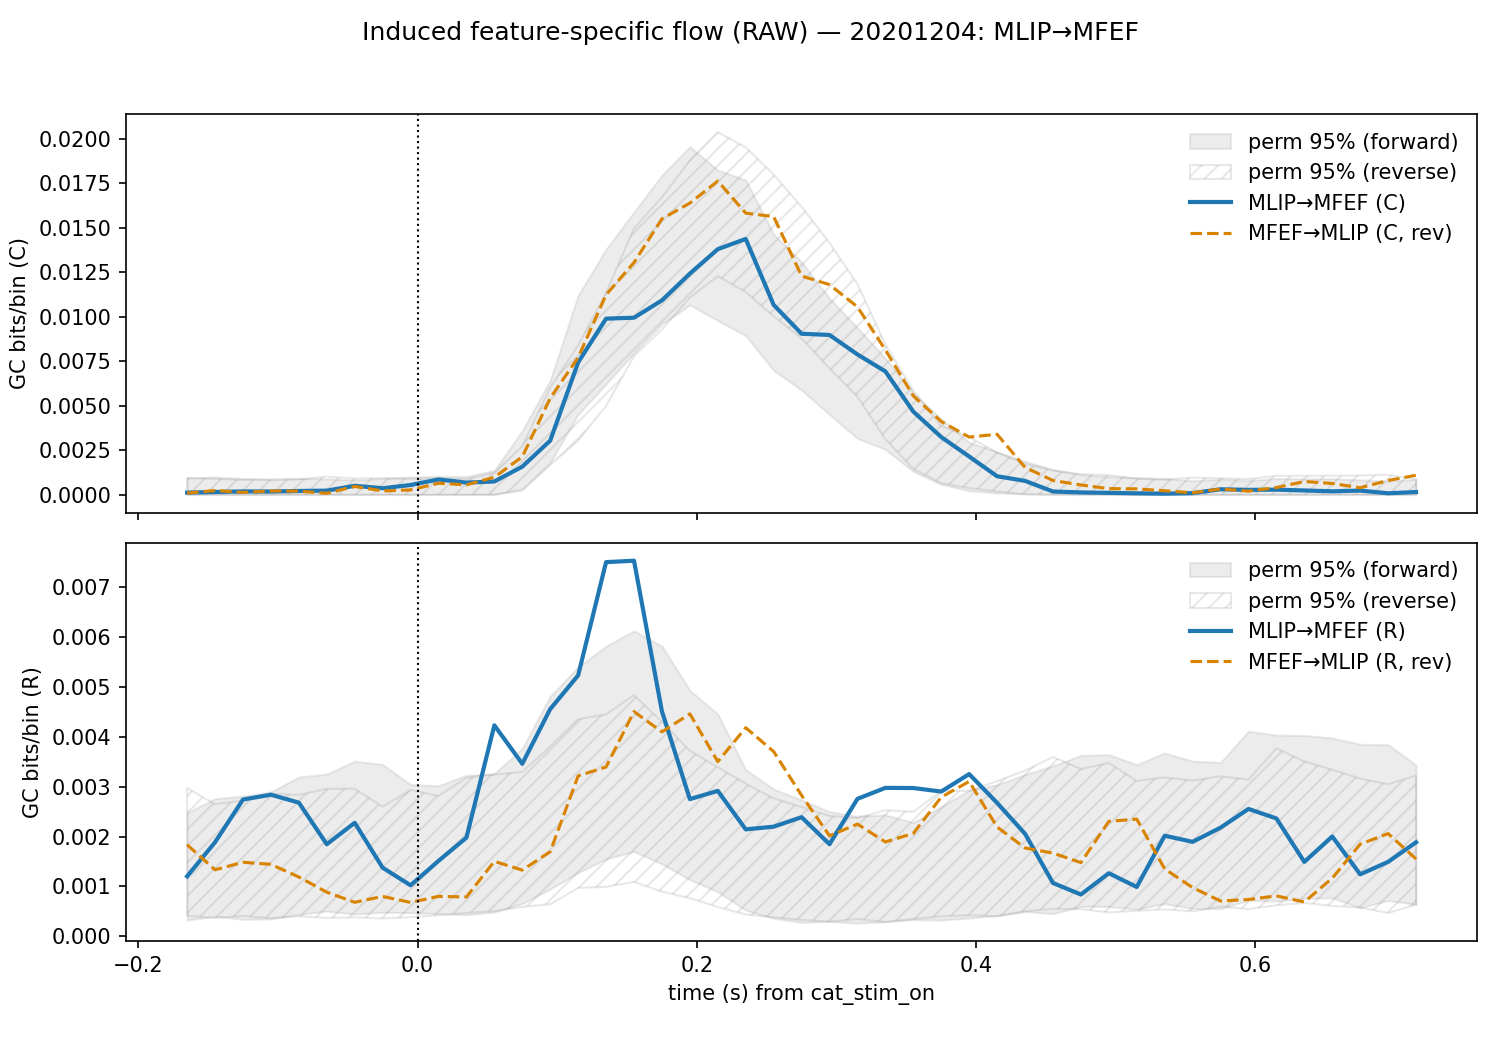 Induced feature-specific flow (RAW) — 20201204: MLIP→MFEF
GC bits/bin (C)
0.0200
0.0175
0.0150
0.0125
0.0100
0.0075
0.0050
0.0025
0.0000
perm 95% (forward)
perm 95% (reverse)
MLIP→MFEF (C)
MFEF→MLIP (C, rev)
GC bits/bin (R)
0.007
0.006
0.005
0.004
0.003
0.002
0.001
0.000
perm 95% (forward)
perm 95% (reverse)
MLIP→MFEF (R)
MFEF→MLIP (R, rev)
−0.2
0.0
0.2
0.4
0.6
time (s) from cat_stim_on